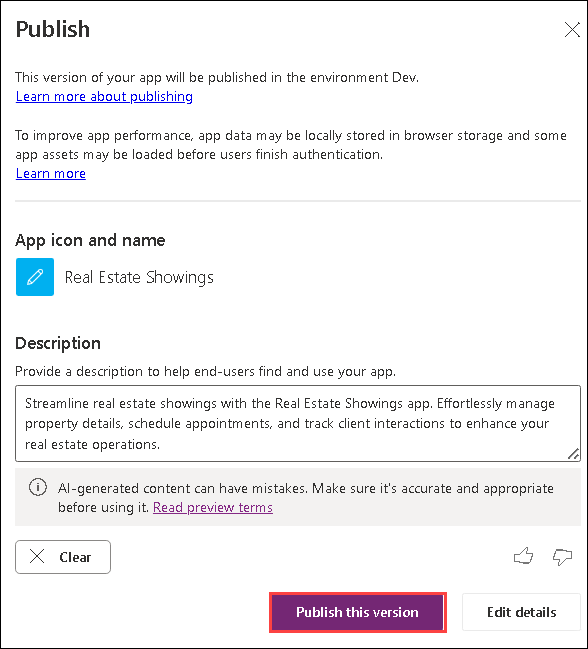 Publish
This version of your app will be published in the environment Dev.
Learn more about publishing
To improve app performance, app data may be locally stored in browser storage and some
app assets may be loaded before users finish authentication.
Learn more
App icon and name
Real Estate Showings
Description
Provide a description to help end-users find and use your app.
Streamline real estate showings with the Real Estate Showings app. Effortlessly manage
property details, schedule appointments, and track client interactions to enhance your
real estate operations.
AI-generated content can have mistakes. Make sure it's accurate and appropriate
before using it. Read preview terms
Clear
Publish this version
Edit details